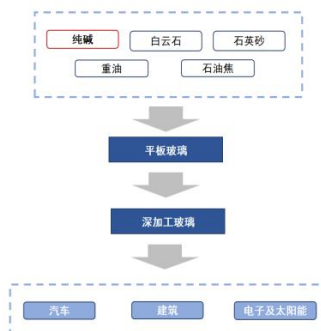 纯碱 白云石 石英砂
重油 石油焦
平板玻璃
深加工玻璃
汽车 建筑 电子及太阳能